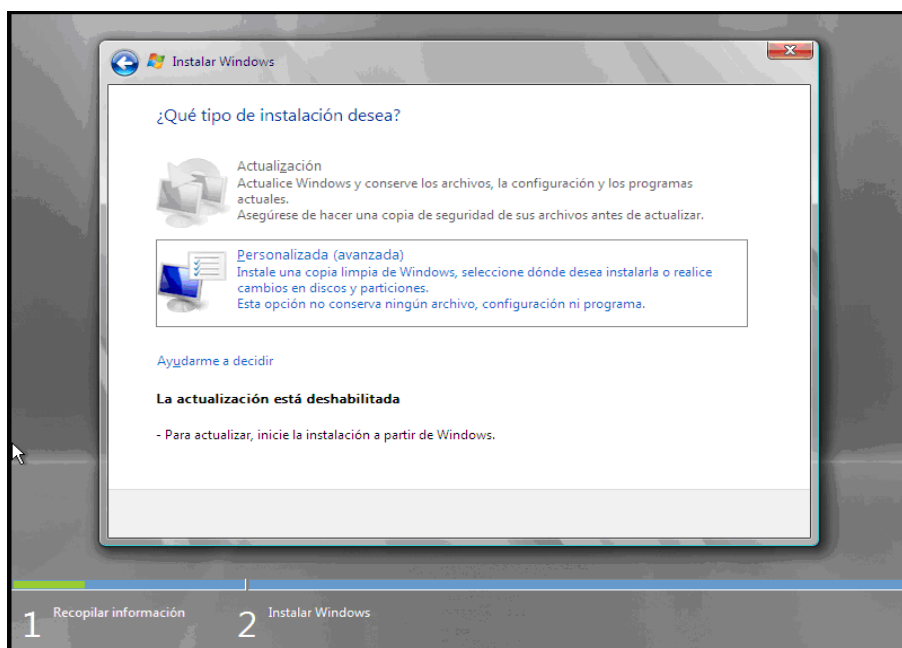 Instalar Windows
¿Qué tipo de instalación desea?
Actualización
Actualice Windows y conserve los archivos, la configuración y los programas
actuales.
Asegúrese de hacer una copia de seguridad de sus archivos antes de actualizar.
Personalizada (avanzada)
Instale una copia limpia de Windows, seleccione dónde desea instalarla o realice
cambios en discos y particiones.
Esta opción no conserva ningún archivo, configuración ni programa.
Ayudarme a decidir
La actualización está deshabilitada
- Para actualizar, inicie la instalación a partir de Windows.
1 Recopilar información
2 Instalar Windows